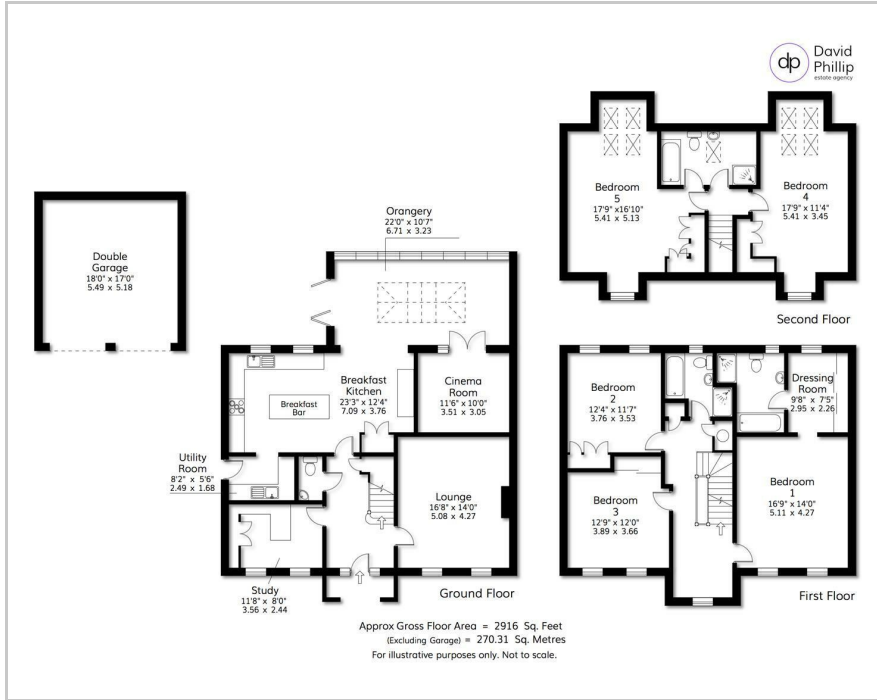 dp
David
Phillip
estate agency
Orangery
22'0" x 10'7"
6.71 x 3.23
Double
Garage
18'0" x 17'0"
5.49 x 5.18
Breakfast
Kitchen
23'3" x 12'4"
7.09 x 3.76
Breakfast
Bar
Cinema
Room
11'6" x 10'0"
3.51 x 3.05
Utility
Room
8'2" x 5'6"
2.49 x 1.68
Lounge
16'8" x 14'0"
5.08 x 4.27
Study
11'8" x 8'0"
3.56 x 2.44
Ground Floor
Bedroom
5
17'9" x16'10"
5.41 x 5.13
Bedroom
4
17'9" x 11'4"
5.41 x 3.45
Second Floor
Bedroom
2
12'4" x 11'7"
3.76 x 3.53
Dressing
Room
9'8" x 7'5"
2.95 x 2.26
Bedroom
3
12'9" x 12'0"
3.89 x 3.66
Bedroom
1
16'9" x 14'0"
5.11 x 4.27
First Floor
Approx Gross Floor Area = 2916 Sq. Feet
(Excluding Garage) = 270.31 Sq. Metres
For illustrative purposes only. Not to scale.